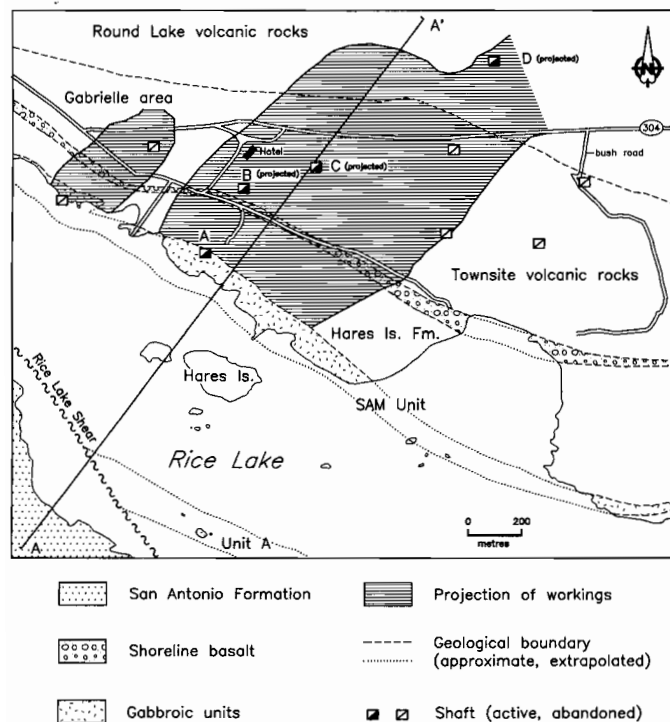 Round Lake volcanic rocks
A'
D (projected)
N
Gabrielle area
304
Hotel
C (projected)
bush road
B (projected)
A
Townsite volcanic rocks
Hares Is. Fm.
Hares Is.
SAM Unit
Rice Lake Shear
Rice Lake
0 200
metres
Unit A
A
San Antonio Formation
Projection of workings
Shoreline basalt
Geological boundary
(approximate, extrapolated)
Gabbroic units
Shaft (active, abandoned)